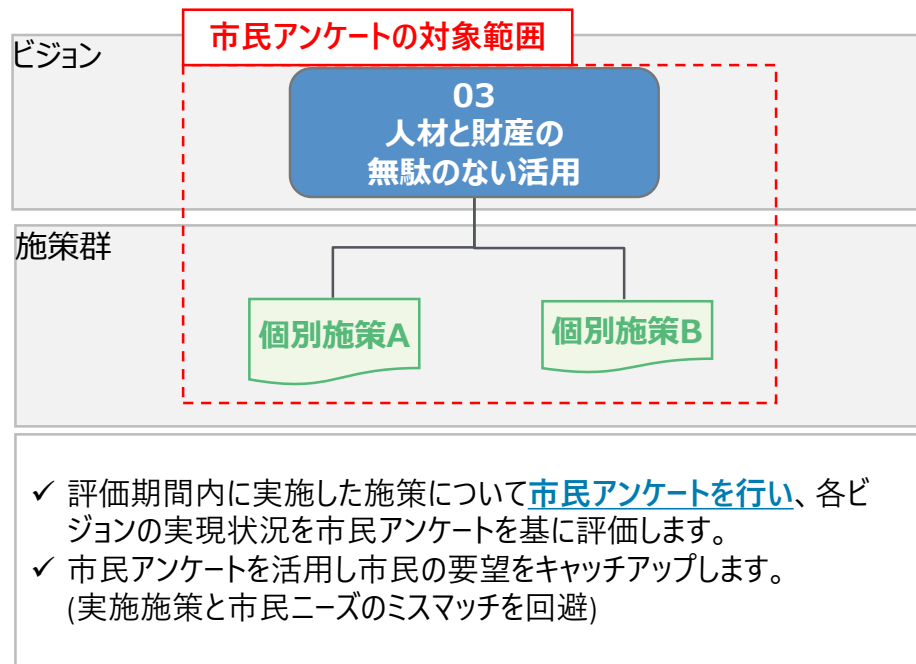 市民アンケートの対象範囲
ビジョン
03
人材と財産の
無駄のない活用
施策群
個別施策A
個別施策B
✓ 評価期間内に実施した施策について市民アンケートを行い、各ビ
ジョンの実現状況を市民アンケートを基に評価します。
✓ 市民アンケートを活用し市民の要望をキャッチアップします。
(実施施策と市民ニーズのミスマッチを回避)